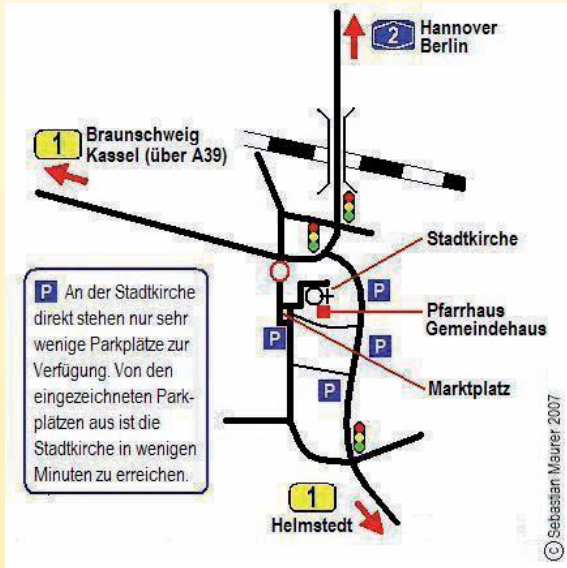 2 Hannover
Berlin
1 Braunschweig
Kassel (über A39)
Stadtkirche
P An der Stadtkirche
direkt stehen nur sehr
wenige Parkplätze zur
Verfügung. Von den
eingezeichneten Park-
plätzen aus ist die
Stadtkirche in wenigen
Minuten zu erreichen.
P
Pfarrhaus
Gemeindehaus
P
P
Marktplatz
P
1
Helmstedt
© Sebastian Maurer 2007